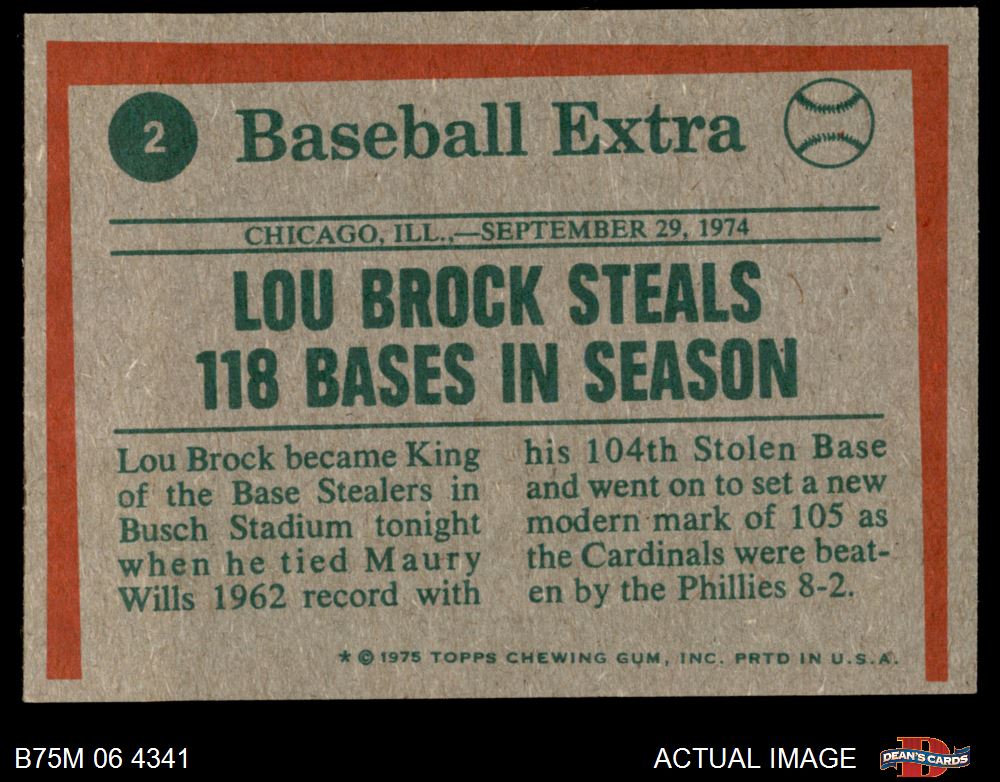 2
Baseball Extra
CHICAGO, ILL.,—SEPTEMBER 29, 1974
LOU BROCK STEALS
118 BASES IN SEASON
Lou Brock became King
of the Base Stealers in
Busch Stadium tonight
when he tied Maury
Wills 1962 record with
his 104th Stolen Base
and went on to set a new
modern mark of 105 as
the Cardinals were beat-
en by the Phillies 8-2.
* © 1975 TOPPS CHEWING GUM, INC. PRTD IN U.S.A.
B75M 06 4341
ACTUAL IMAGE
D
DEAN'S CARDS